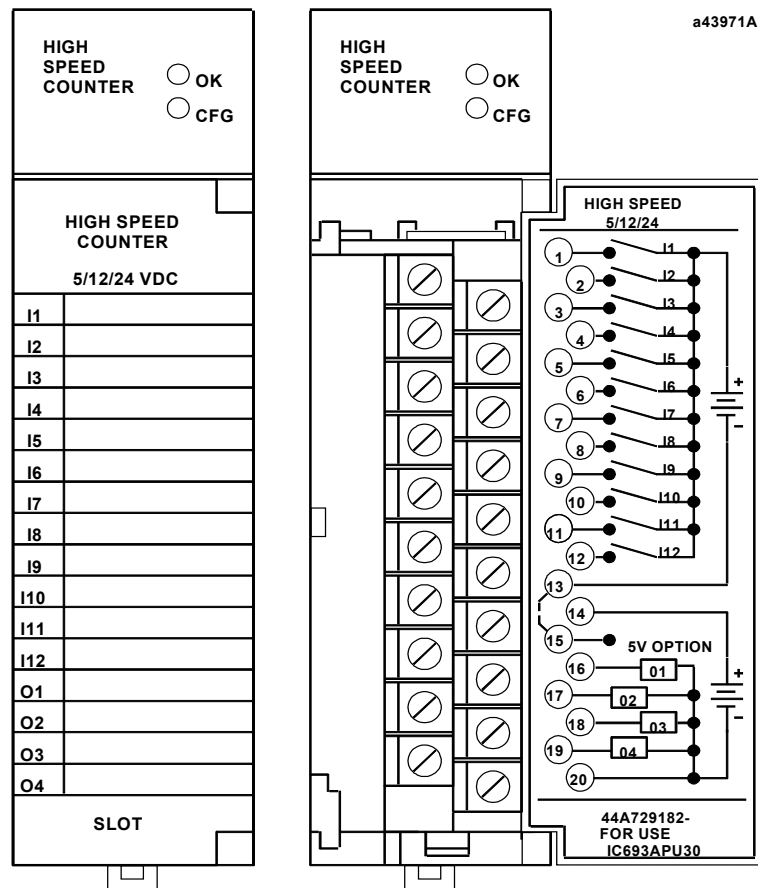 a43971A
HIGH
SPEED
COUNTER
OK
CFG
HIGH SPEED
COUNTER
5/12/24 VDC
I1
I2
I3
I4
I5
I6
I7
I8
I9
I10
I11
I12
O1
O2
O3
O4
SLOT
HIGH
SPEED
COUNTER
OK
CFG
HIGH SPEED
5/12/24
1 I1
2 I2
3 I3
4 I4
5 I5
6 I6
7 I7
8 I8
9 I9
10 I10
11 I11
12 I12
+
−
13
14
15 5V OPTION
16 01
17 02
18 03
19 04
+
−
20
44A729182-
FOR USE
IC693APU30